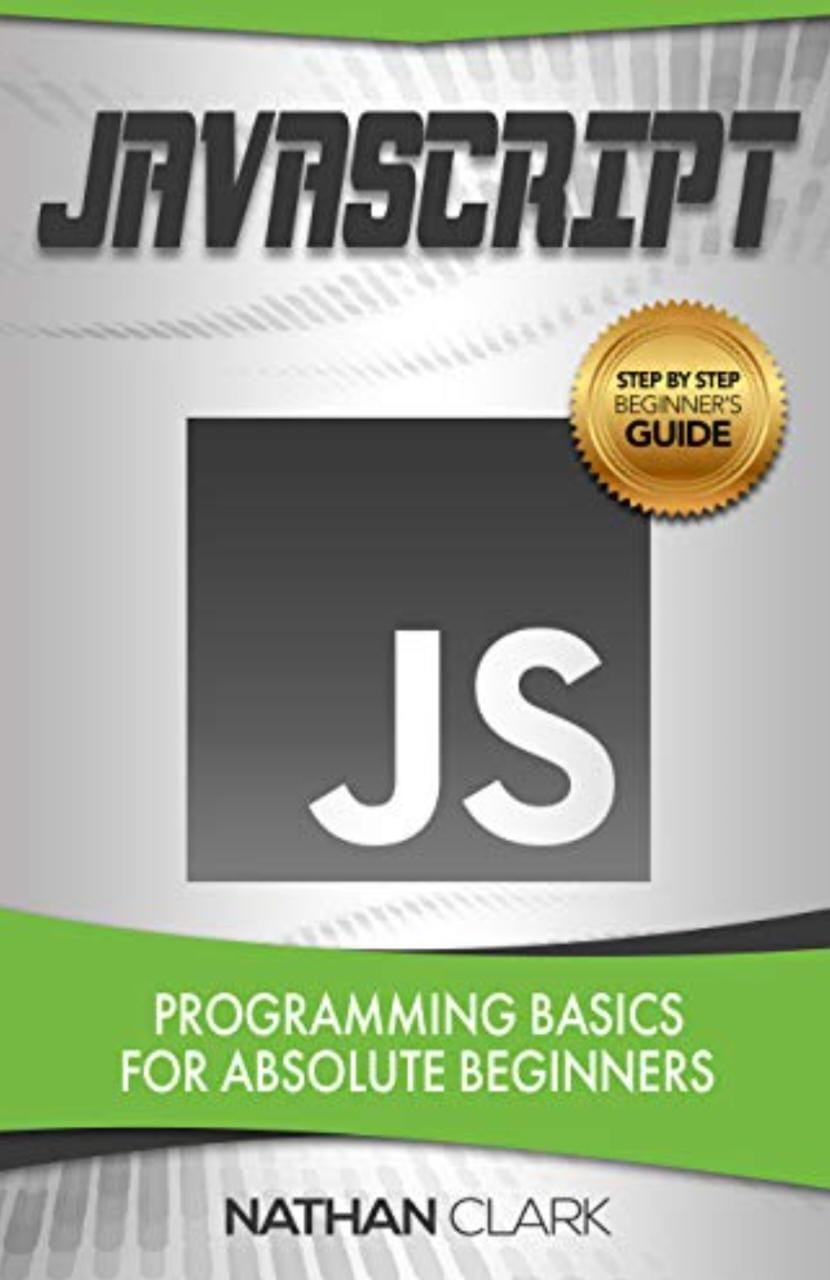 JAVASCRIPT
STEP BY STEP
BEGINNER'S
GUIDE
JS
PROGRAMMING BASICS
FOR ABSOLUTE BEGINNERS
NATHAN CLARK